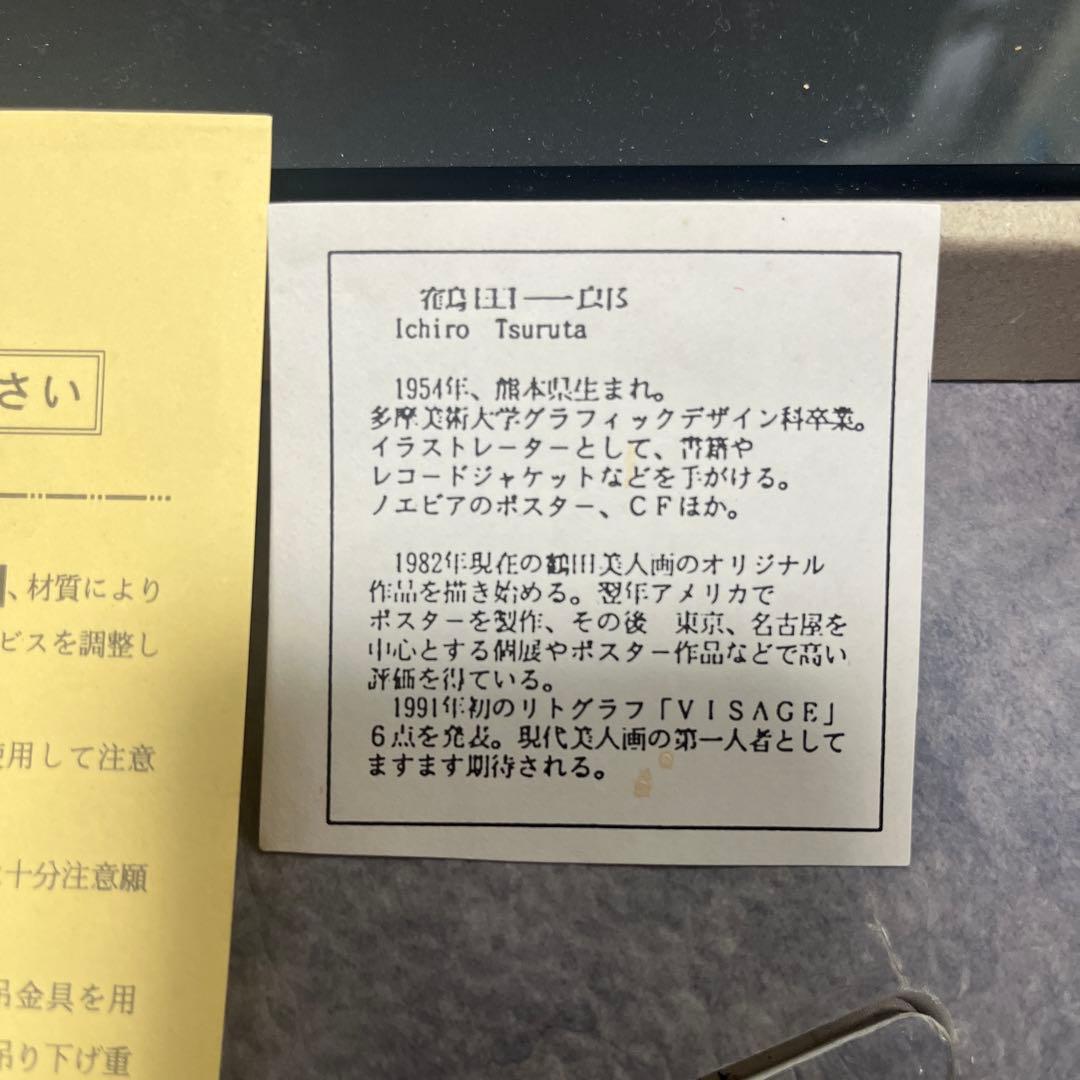 さい
、材質により
ビスを調整し
使用して注意
十分注意願
吊金具を用
吊り下げ重
鶴田一郎
Ichiro Tsuruta
1954年、熊本県生まれ。
多摩美術大学グラフィックデザイン科卒業。
イラストレーターとして、書籍や
レコードジャケットなどを手がける。
ノエビアのポスター、ＣＦほか。
1982年現在の鶴田美人画のオリジナル
作品を描き始める。翌年アメリカで
ポスターを製作、その後　東京、名古屋を
中心とする個展やポスター作品などで高い
評価を得ている。
1991年初のリトグラフ「ＶＩＳＡＧＥ」
６点を発表。現代美人画の第一人者として
ますます期待される。